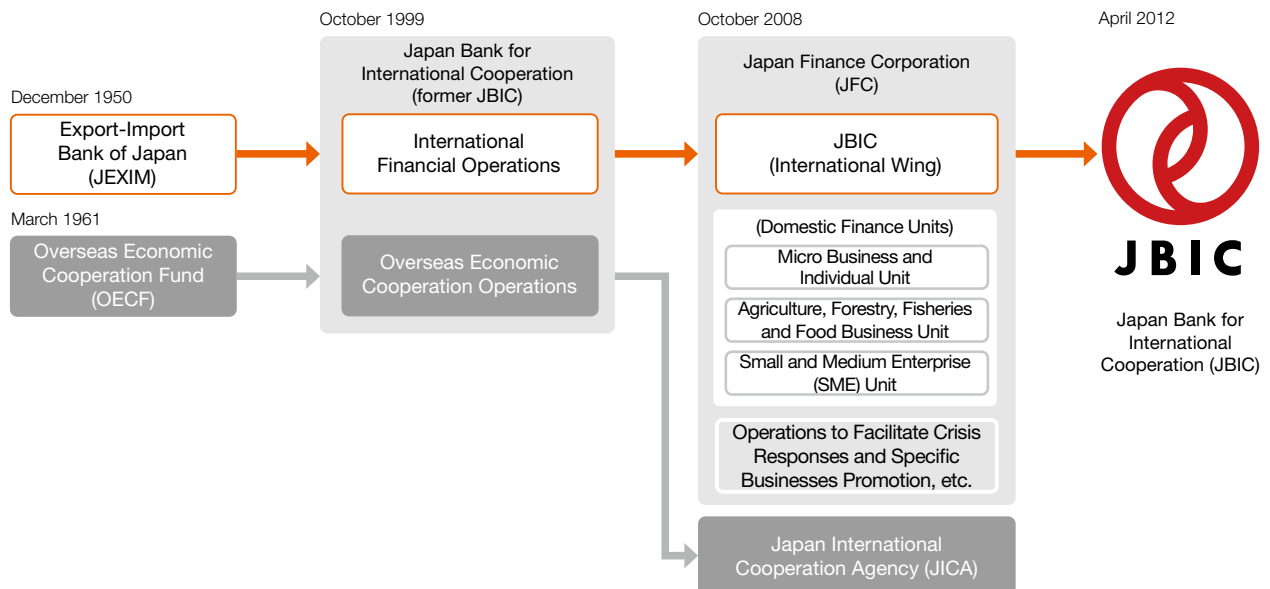 December 1950
Export-Import
Bank of Japan
(JEXIM)
March 1961
Overseas Economic
Cooperation Fund
(OECF)
October 1999
Japan Bank for
International Cooperation
(former JBIC)
International
Financial Operations
Overseas Economic
Cooperation Operations
October 2008
Japan Finance Corporation
(JFC)
JBIC
(International Wing)
(Domestic Finance Units)
Micro Business and
Individual Unit
Agriculture, Forestry, Fisheries
and Food Business Unit
Small and Medium Enterprise
(SME) Unit
Operations to Facilitate Crisis
Responses and Specific
Businesses Promotion, etc.
Japan International
Cooperation Agency (JICA)
April 2012
JBIC
Japan Bank for
International
Cooperation (JBIC)